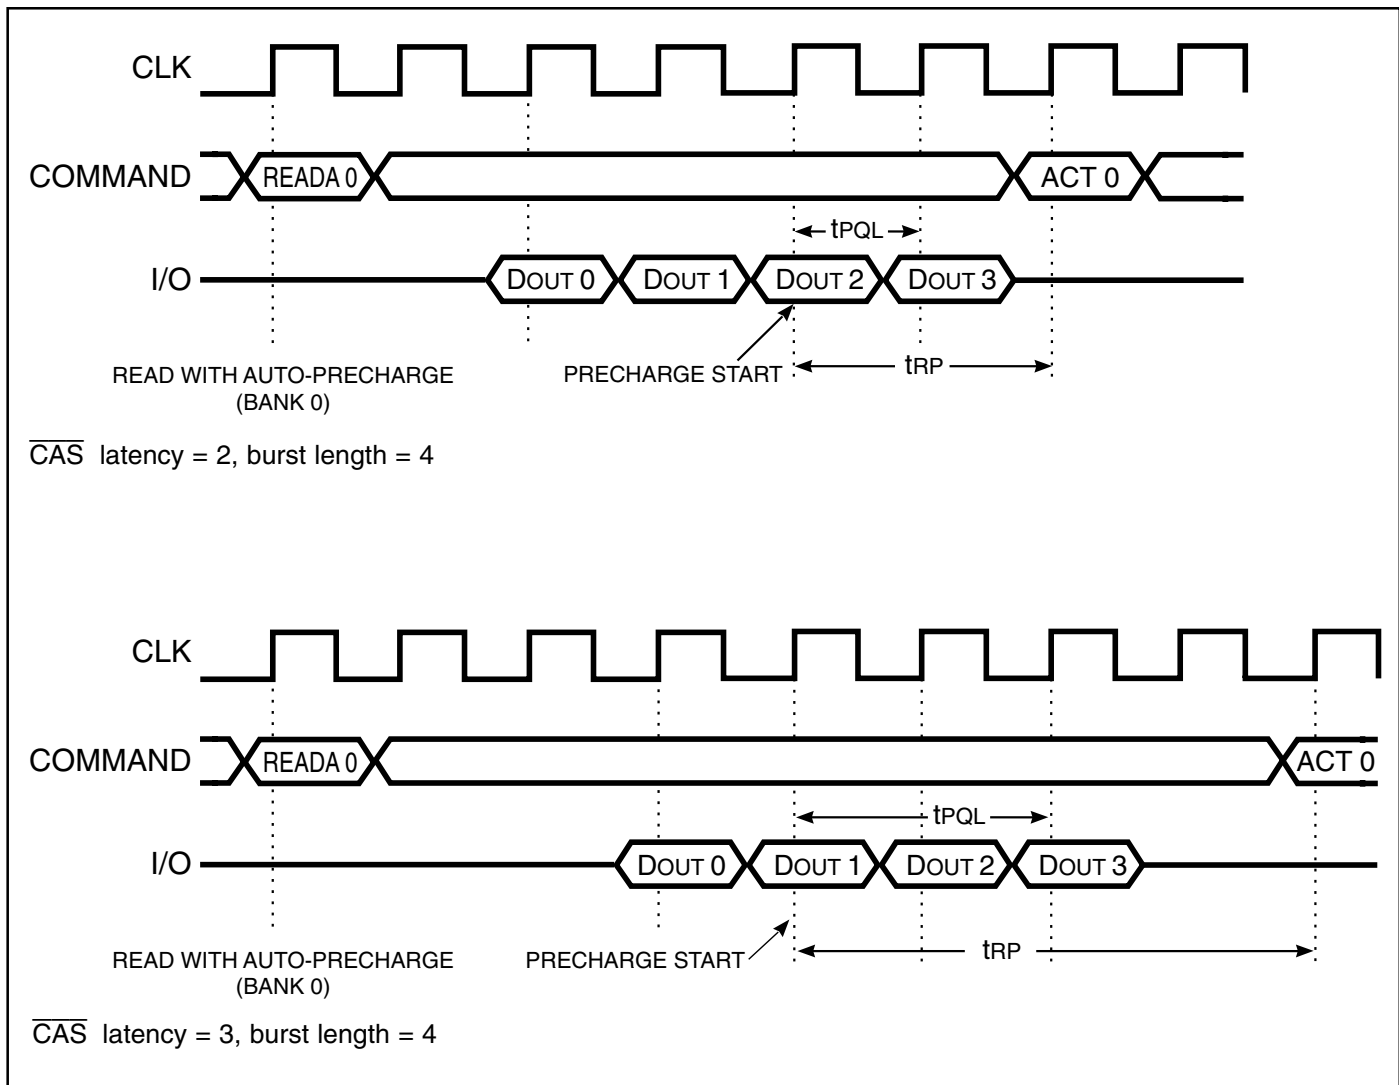 CLK
COMMAND
READA 0
ACT 0
tPQL
I/O
DOUT 0
DOUT 1
DOUT 2
DOUT 3
READ WITH AUTO-PRECHARGE
(BANK 0)
PRECHARGE START
tRP
CAS latency = 2, burst length = 4
CLK
COMMAND
READA 0
ACT 0
tPQL
I/O
DOUT 0
DOUT 1
DOUT 2
DOUT 3
READ WITH AUTO-PRECHARGE
(BANK 0)
PRECHARGE START
tRP
CAS latency = 3, burst length = 4